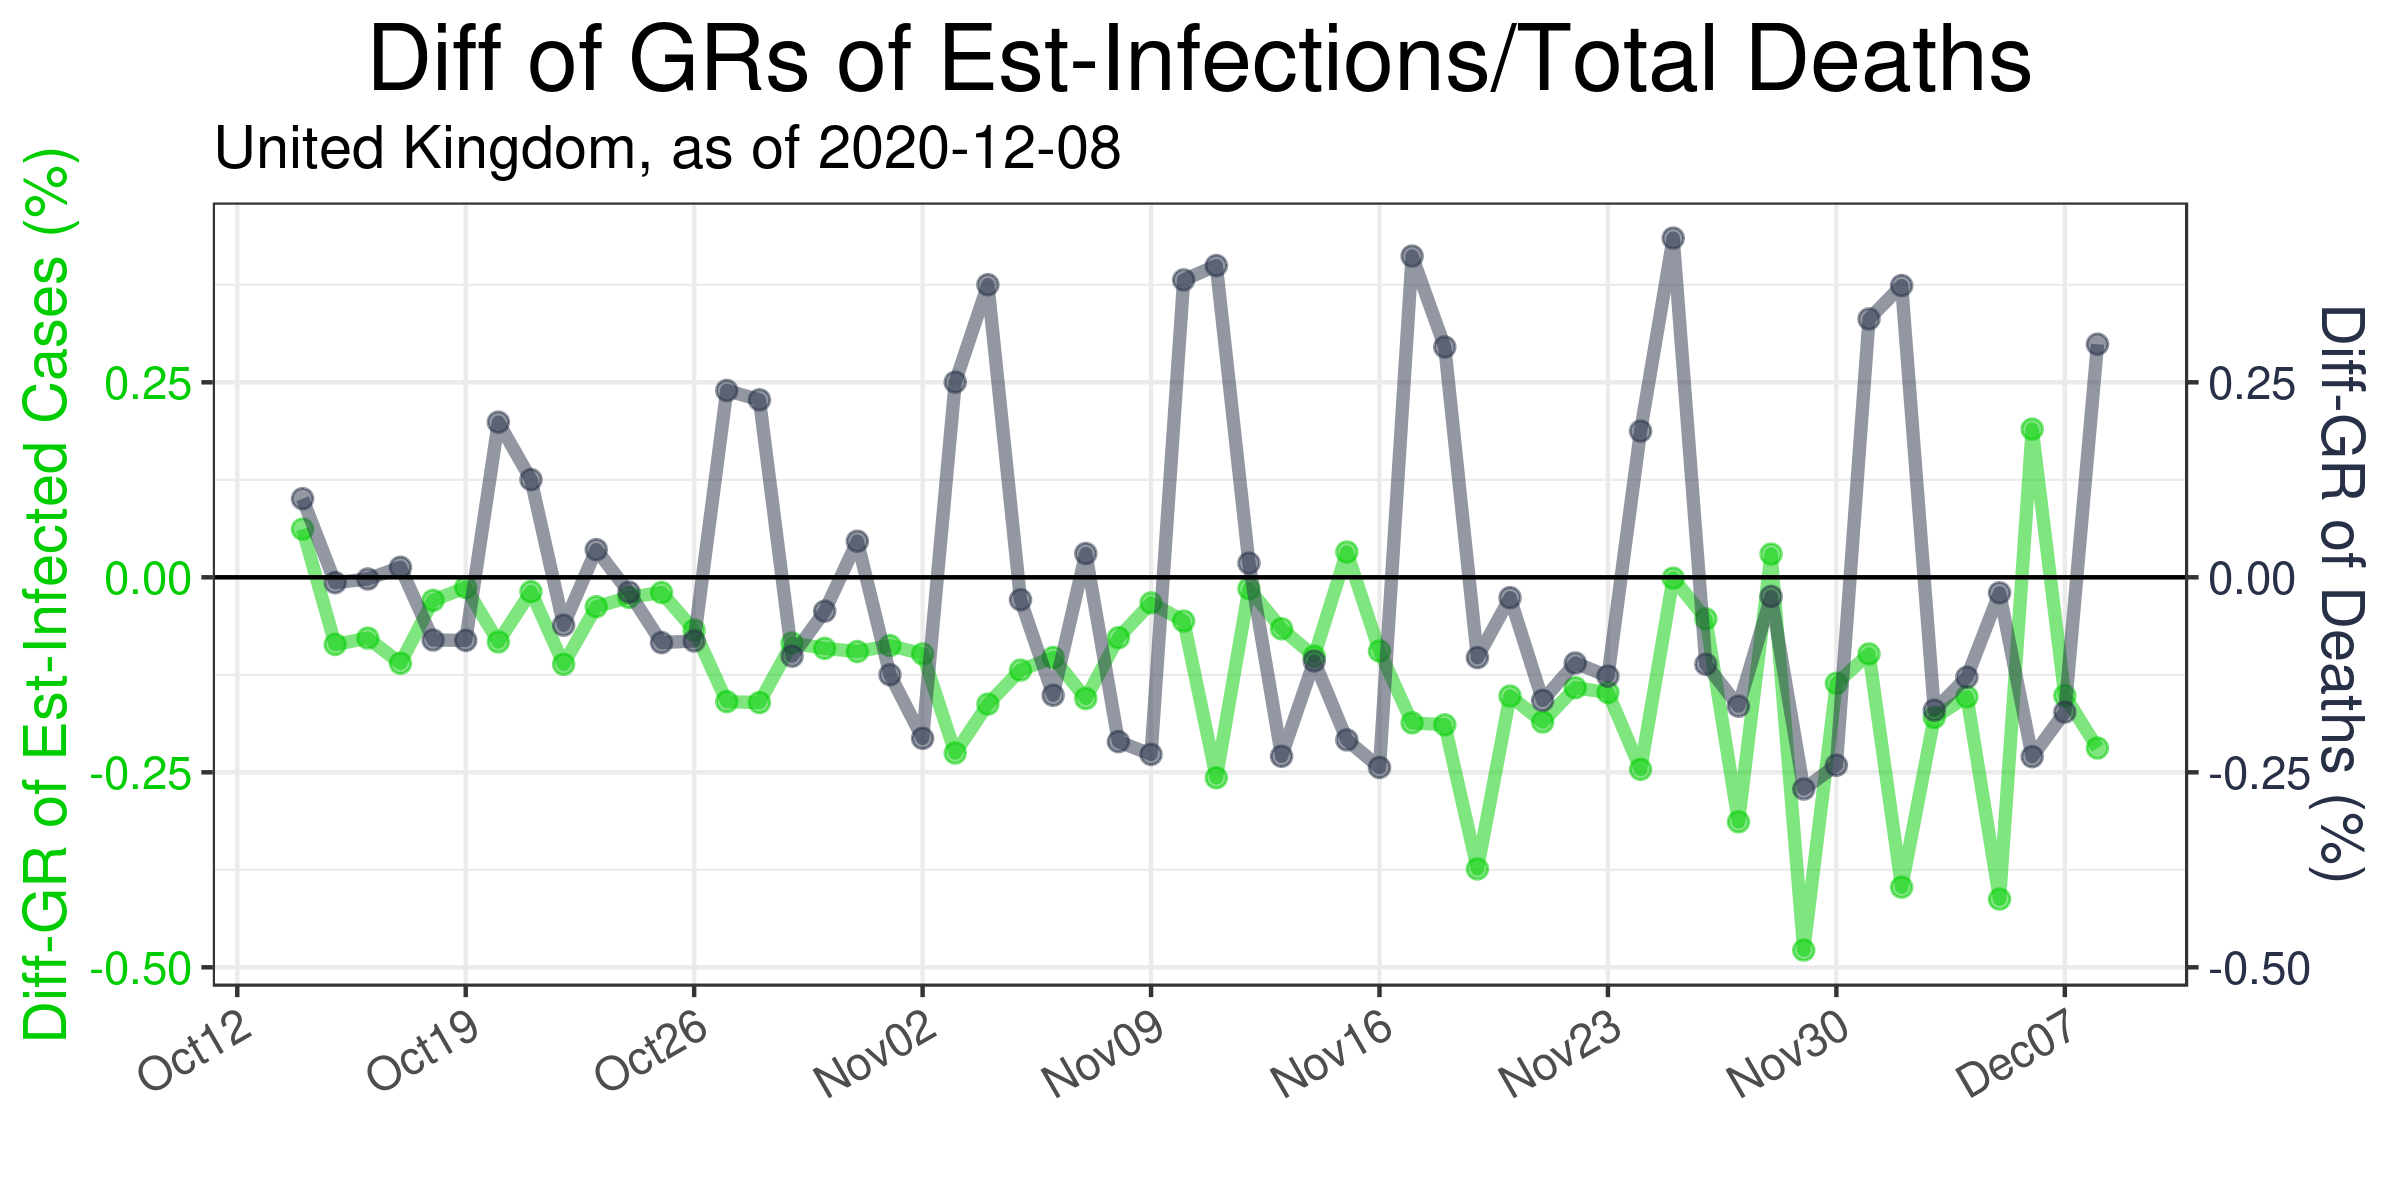 Diff of GRs of Est-Infections/Total Deaths
United Kingdom, as of 2020-12-08
Diff-GR of Est-Infected Cases (%)
0.25
0.00
-0.25
-0.50
0.25
0.00
-0.25
-0.50
Diff-GR of Deaths (%)
Oct12
Oct19
Oct26
Nov02
Nov09
Nov16
Nov23
Nov30
Dec07